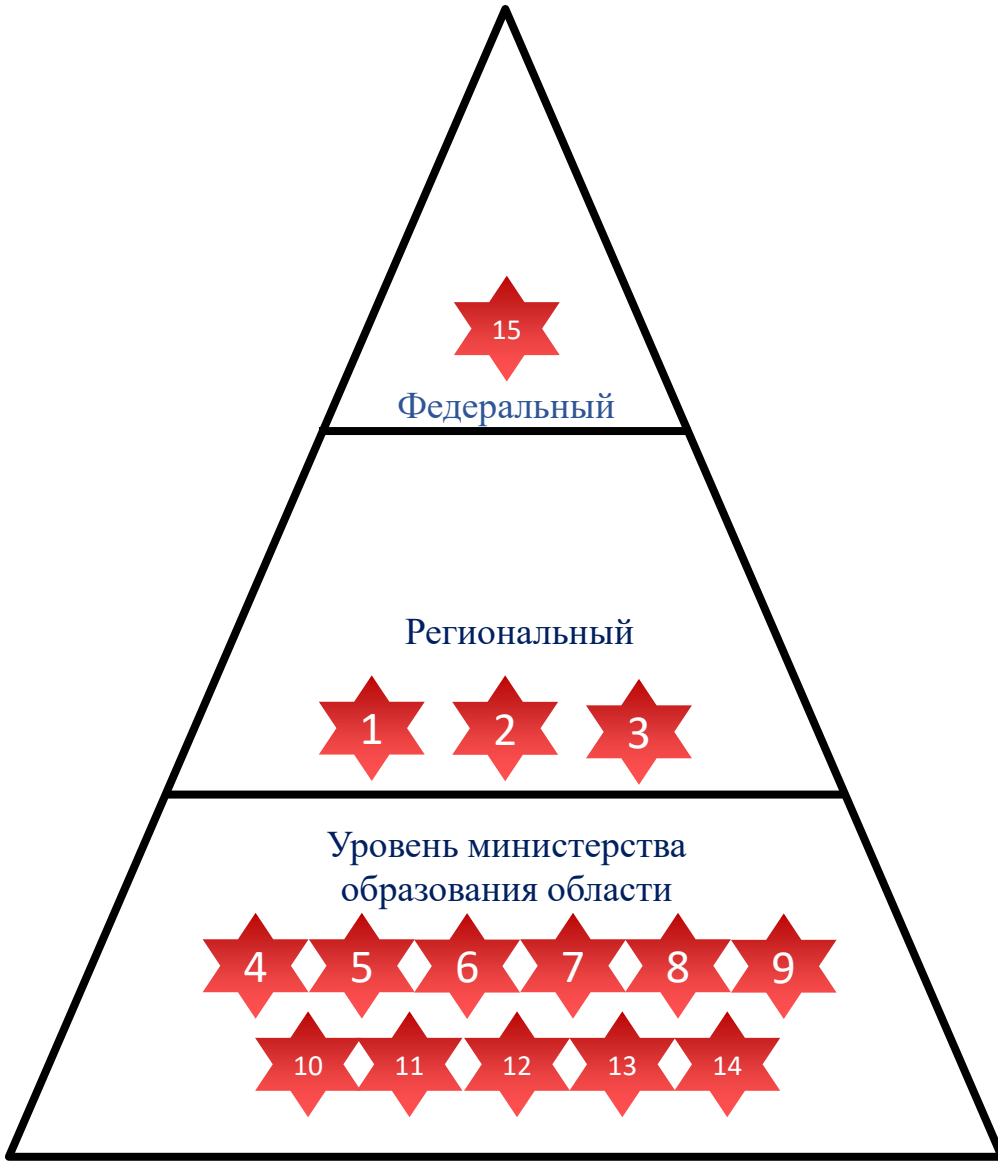 15
Федеральный
Региональный
1 2 3
Уровень министерства
образования области
4 5 6 7 8 9
10 11 12 13 14